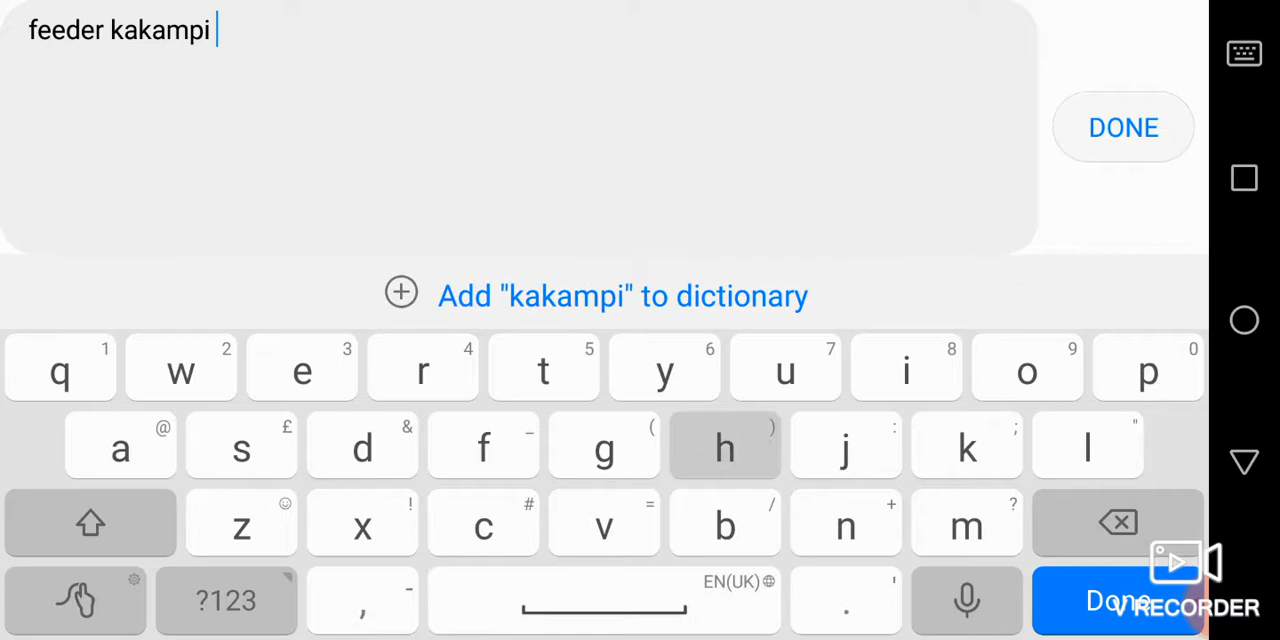 feeder kakampi
DONE
Add "kakampi" to dictionary
q 1 w 2 e 3 r 4 t 5 y 6 u 7 i 8 o 9 p 0
a @ s £ d & f _ g ( h ) j : k ; l "
z x ! c # v = b / n + m ?
?123 , - EN(UK) . ' Done
V RECORDER